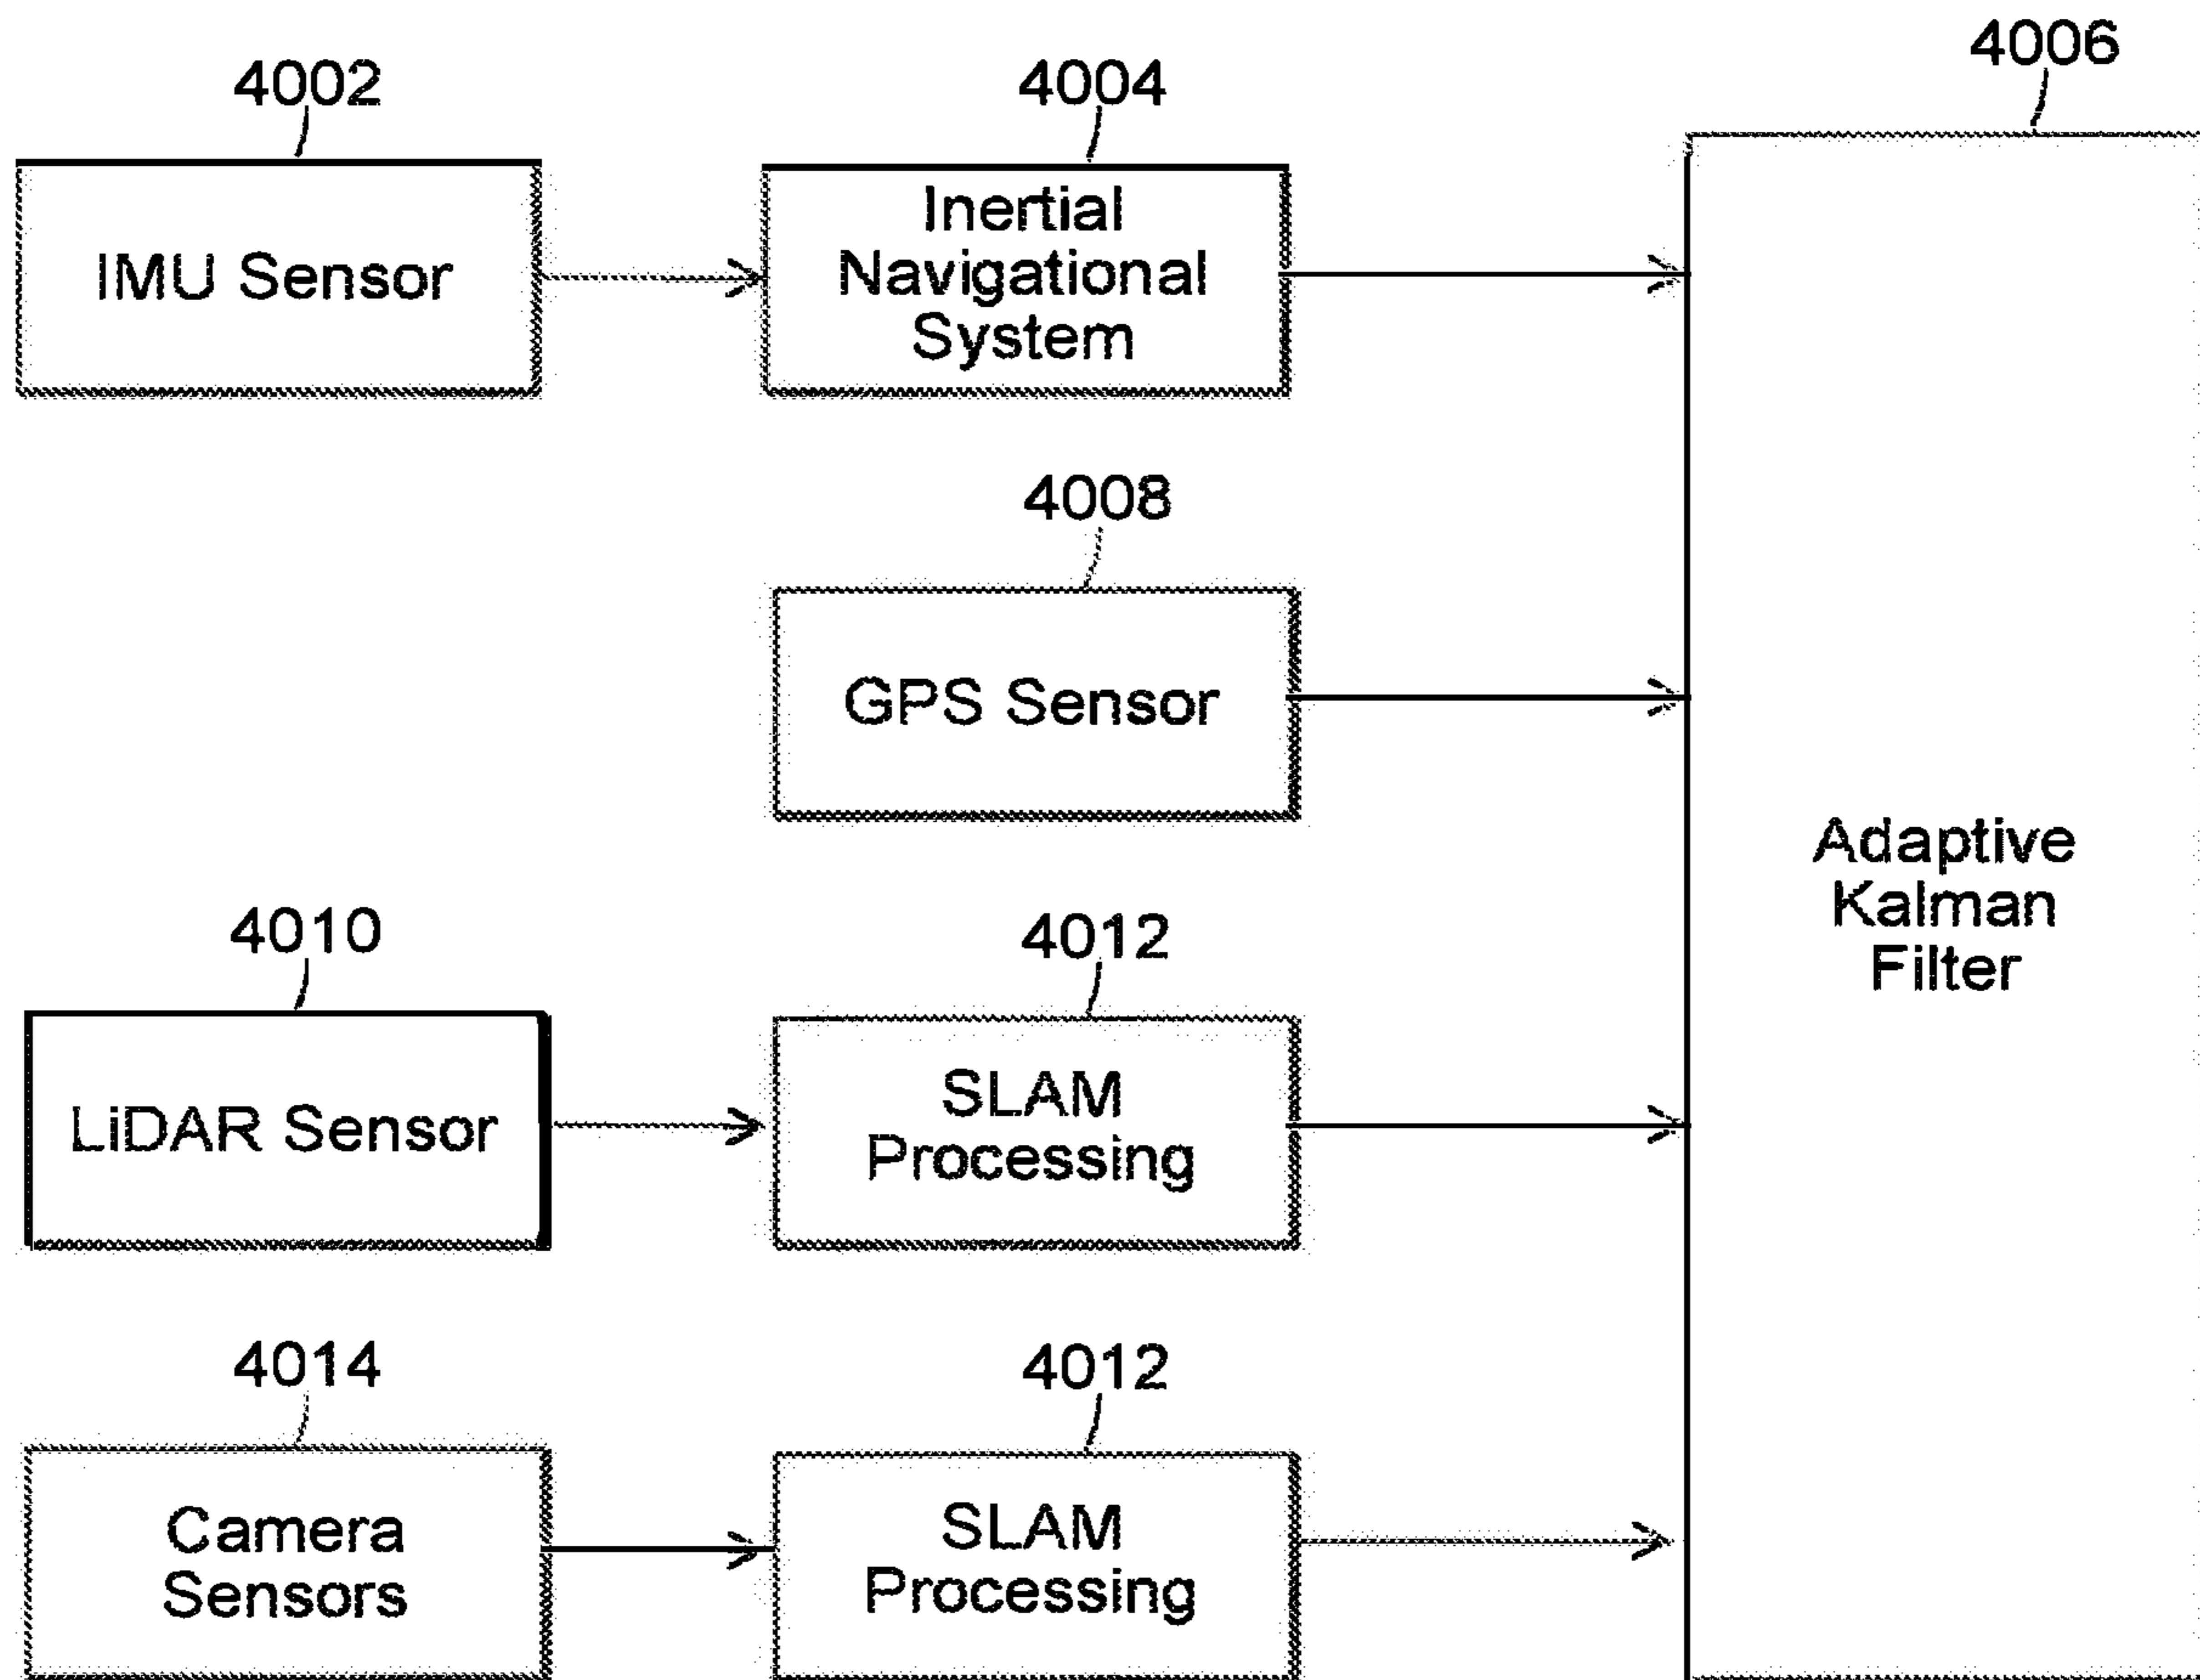 4006
4002
4004
IMU Sensor
Inertial
Navigational
System
4008
GPS Sensor
Adaptive
Kalman
Filter
4010
4012
LiDAR Sensor
SLAM
Processing
4014
4012
Camera
Sensors
SLAM
Processing